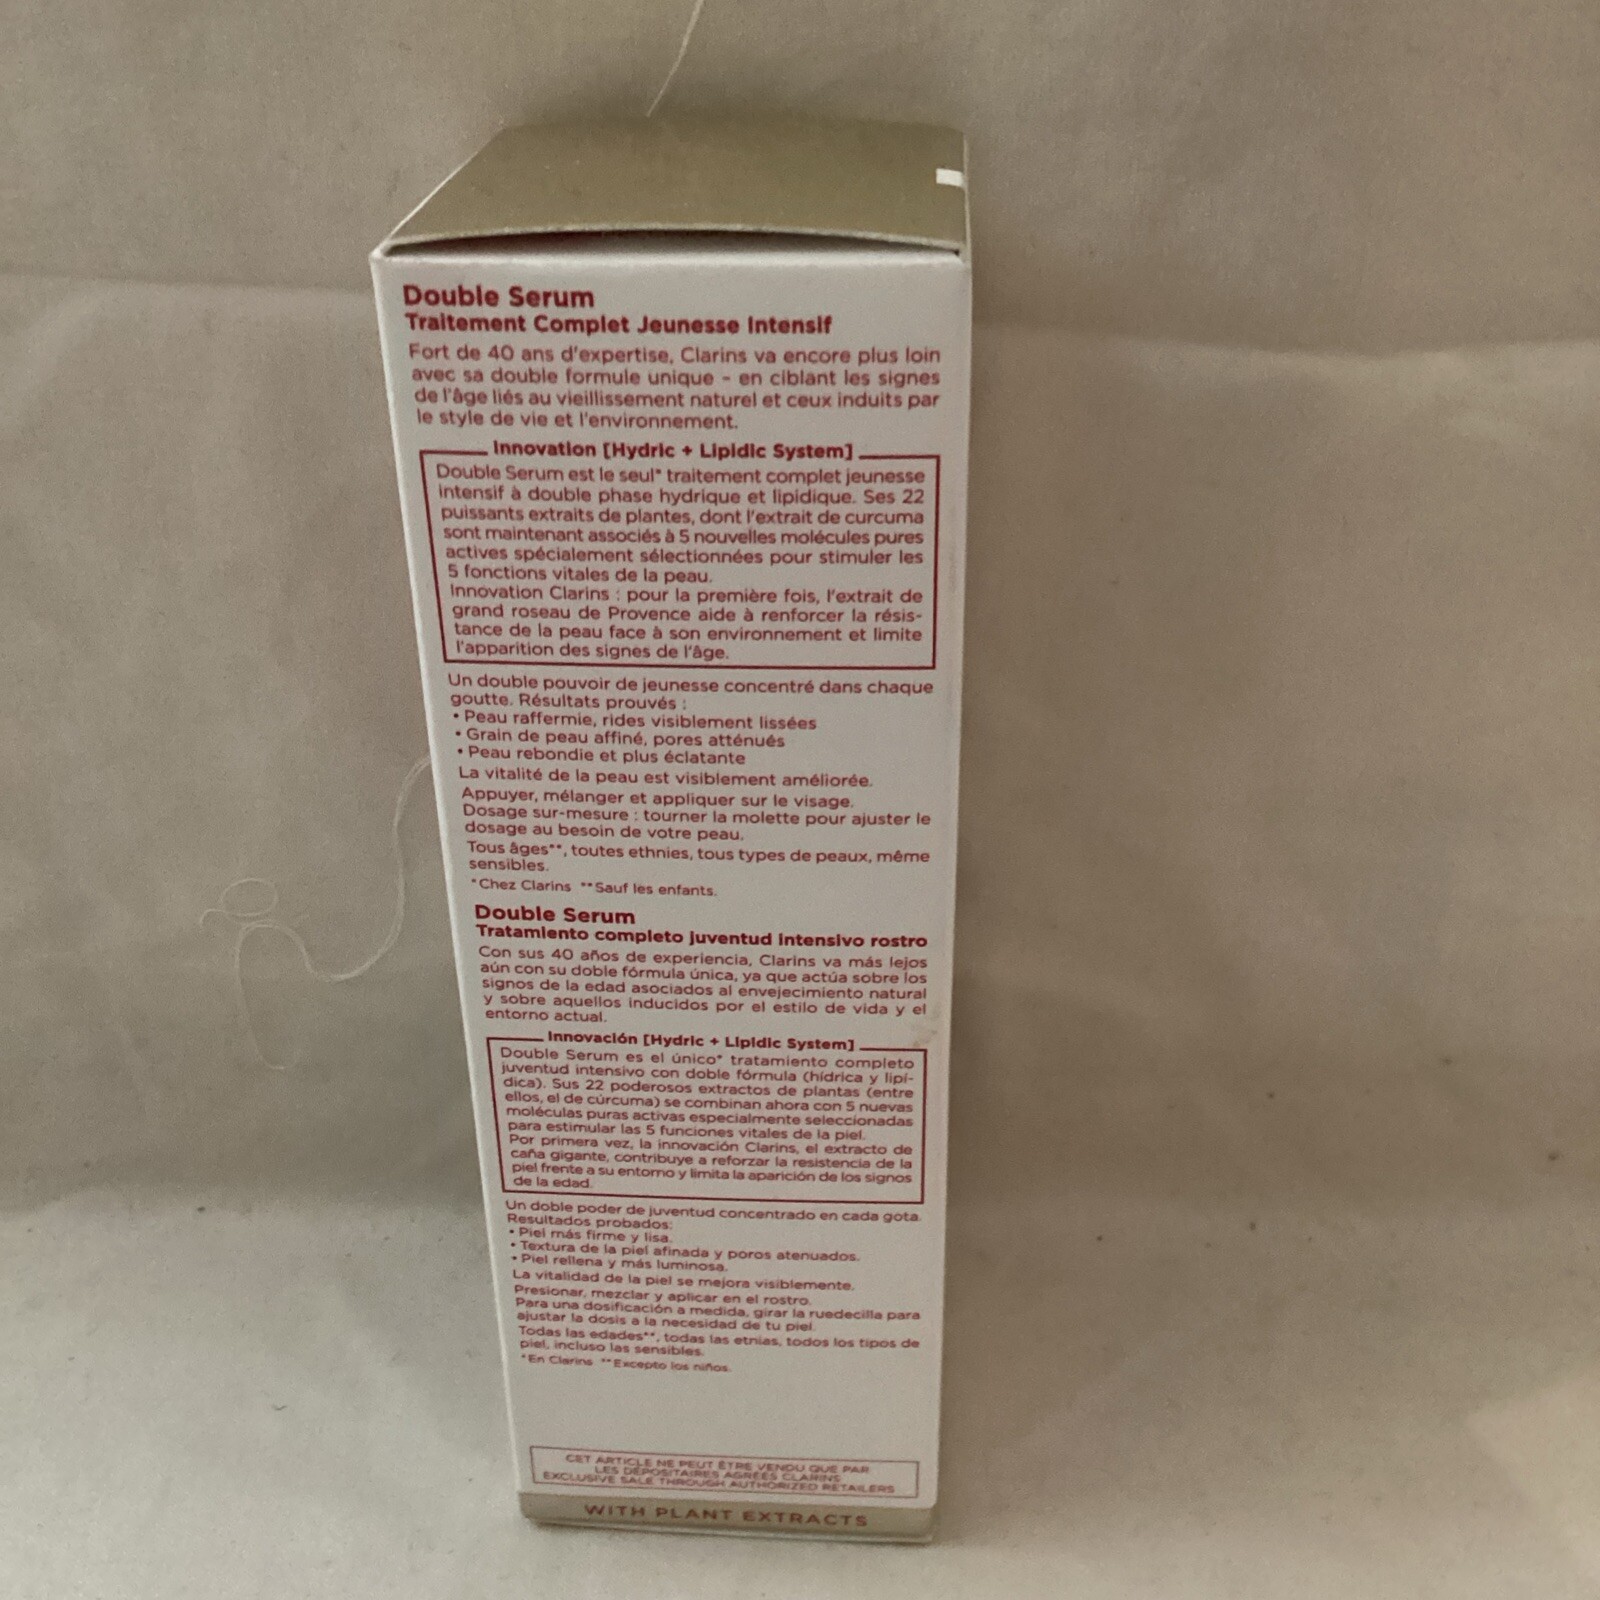 Double Serum
Traitement Complet Jeunesse Intensif
Fort de 40 ans d'expertise, Clarins va encore plus loin
avec sa double formule unique - en ciblant les signes
de l'âge liés au vieillissement naturel et ceux induits par
le style de vie et l'environnement.
Innovation [Hydric + Lipidic System]
Double Serum est le seul* traitement complet jeunesse
intensif à double phase hydrique et lipidique. Ses 22
puissants extraits de plantes, dont l'extrait de curcuma
sont maintenant associés à 5 nouvelles molécules pures
actives spécialement sélectionnées pour stimuler les
5 fonctions vitales de la peau.
Innovation Clarins : pour la première fois, l'extrait de
grand roseau de Provence aide à renforcer la résis-
tance de la peau face à son environnement et limite
l'apparition des signes de l'âge.
Un double pouvoir de jeunesse concentré dans chaque
goutte. Résultats prouvés :
• Peau raffermie, rides visiblement lissées
• Grain de peau affiné, pores atténués
• Peau rebondie et plus éclatante
La vitalité de la peau est visiblement améliorée.
Appuyer, mélanger et appliquer sur le visage.
Dosage sur-mesure : tourner la molette pour ajuster le
dosage au besoin de votre peau.
Tous âges**, toutes ethnies, tous types de peaux, même
sensibles.
*Chez Clarins **Sauf les enfants.
Double Serum
Tratamiento completo juventud intensivo rostro
Con sus 40 años de experiencia, Clarins va más lejos
aún con su doble fórmula única, ya que actúa sobre los
signos de la edad asociados al envejecimiento natural
y sobre aquellos inducidos por el estilo de vida y el
entorno actual.
Innovación [Hydric + Lipidic System]
Double Serum es el único* tratamiento completo
juventud intensivo con doble fórmula (hídrica y lipí-
dica). Sus 22 poderosos extractos de plantas (entre
ellos, el de cúrcuma) se combinan ahora con 5 nuevas
moléculas puras activas especialmente seleccionadas
para estimular las 5 funciones vitales de la piel.
Por primera vez, la innovación Clarins, el extracto de
caña gigante, contribuye a reforzar la resistencia de la
piel frente a su entorno y limita la aparición de los signos
de la edad.
Un doble poder de juventud concentrado en cada gota.
Resultados probados:
• Piel más firme y lisa.
• Textura de la piel afinada y poros atenuados.
• Piel rellena y más luminosa.
La vitalidad de la piel se mejora visiblemente.
Presionar, mezclar y aplicar en el rostro.
Para una dosificación a medida, girar la ruedecilla para
ajustar la dosis a la necesidad de tu piel.
Todas las edades**, todas las etnias, todos los tipos de
piel, incluso las sensibles.
*En Clarins **Excepto los niños.
CET ARTICLE NE PEUT ÊTRE VENDU QUE PAR
LES DÉPOSITAIRES AGRÉÉS CLARINS
EXCLUSIVE SALE THROUGH AUTHORIZED RETAILERS
WITH PLANT EXTRACTS